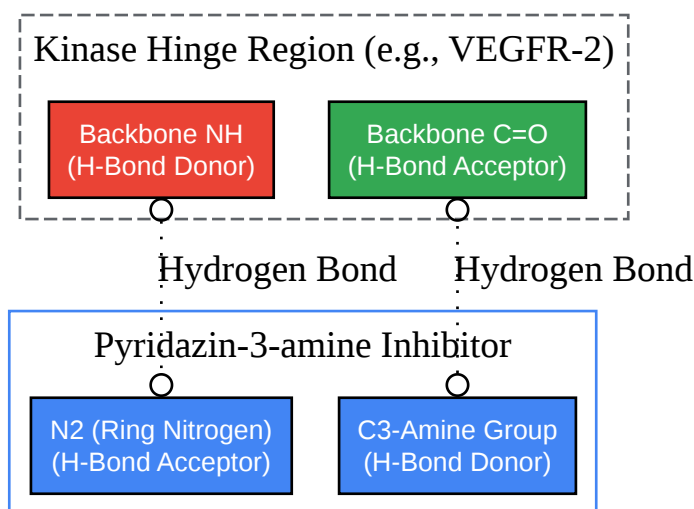 Kinase Hinge Region (e.g., VEGFR-2)
Backbone NH
(H-Bond Donor)
Backbone C=O
(H-Bond Acceptor)
Hydrogen Bond
Hydrogen Bond
Pyridazin-3-amine Inhibitor
N2 (Ring Nitrogen)
(H-Bond Acceptor)
C3-Amine Group
(H-Bond Donor)